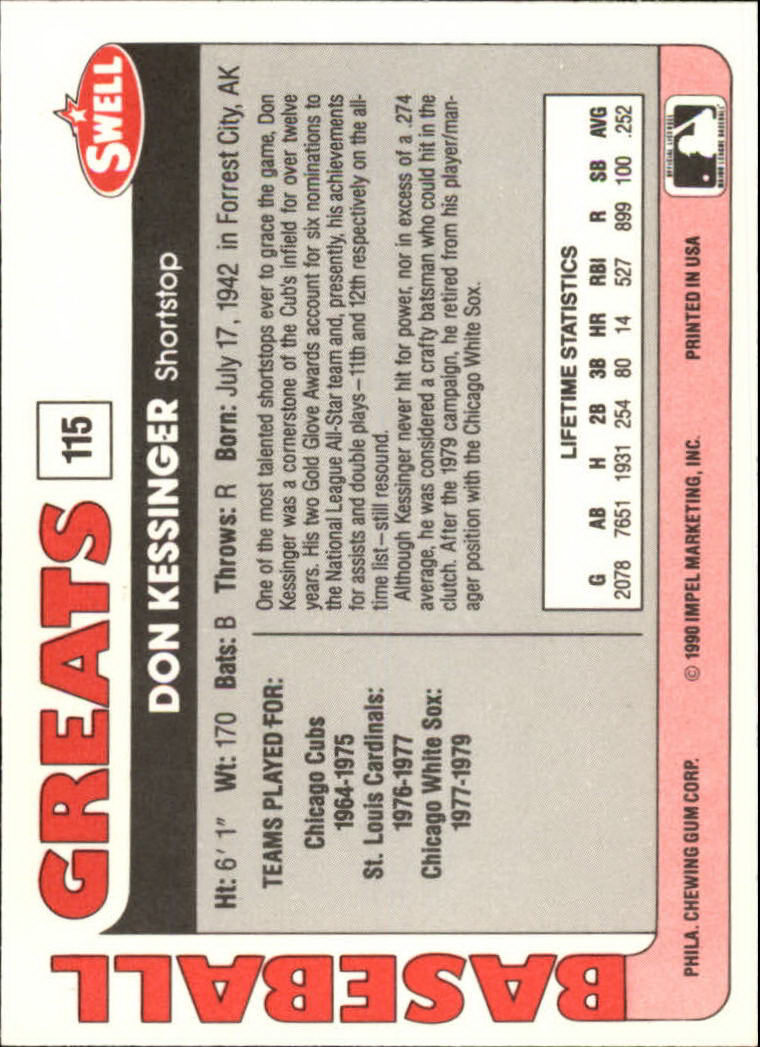 BASEBALL
GREATS
115
SWELL
DON KESSINGER Shortstop
Ht: 6' 1" Wt: 170 Bats: B Throws: R Born: July 17, 1942 in Forrest City, AK
TEAMS PLAYED FOR:
Chicago Cubs
1964-1975
St. Louis Cardinals:
1976-1977
Chicago White Sox:
1977-1979
One of the most talented shortstops ever to grace the game, Don
Kessinger was a cornerstone of the Cub's infield for over twelve
years. His two Gold Glove Awards account for six nominations to
the National League All-Star team and, presently, his achievements
for assists and double plays—11th and 12th respectively on the all-
time list—still resound.
Although Kessinger never hit for power, nor in excess of a .274
average, he was considered a crafty batsman who could hit in the
clutch. After the 1979 campaign, he retired from his player/man-
ager position with the Chicago White Sox.
LIFETIME STATISTICS
G AB H 2B 3B HR RBI R SB AVG
2078 7651 1931 254 80 14 527 899 100 .252
PHILA. CHEWING GUM CORP. © 1990 IMPEL MARKETING, INC. PRINTED IN USA
OFFICIAL LICENSEE
MAJOR LEAGUE BASEBALL